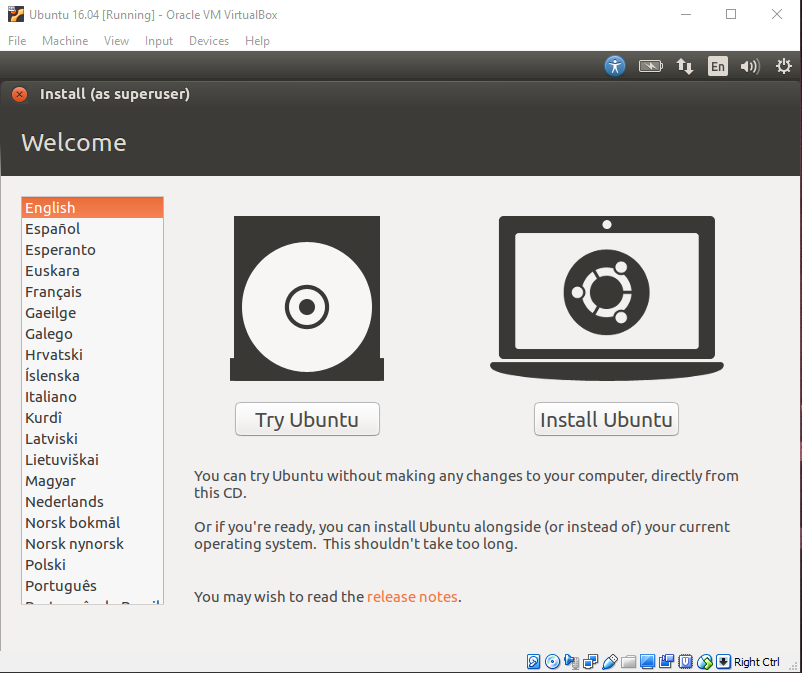 Ubuntu 16.04 [Running] - Oracle VM VirtualBox
File Machine View Input Devices Help
En
Install (as superuser)
Welcome
English
Español
Esperanto
Euskara
Français
Gaeilge
Galego
Hrvatski
Íslenska
Italiano
Kurdî
Latviski
Lietuviškai
Magyar
Nederlands
Norsk bokmål
Norsk nynorsk
Polski
Português
Try Ubuntu
Install Ubuntu
You can try Ubuntu without making any changes to your computer, directly from
this CD.
Or if you're ready, you can install Ubuntu alongside (or instead of) your current
operating system.  This shouldn't take too long.
You may wish to read the release notes.
Right Ctrl